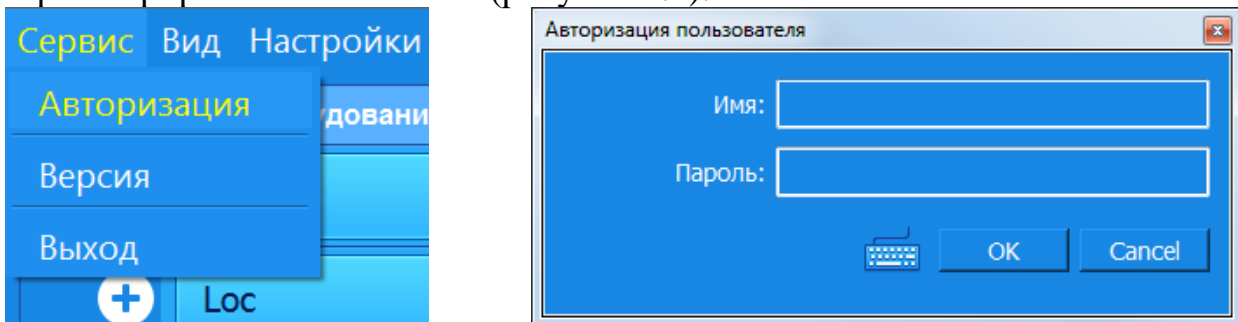 Сервис Вид Настройки
Авторизация
Версия
Выход
Loc
Авторизация пользователя
Имя:
Пароль:
OK Cancel